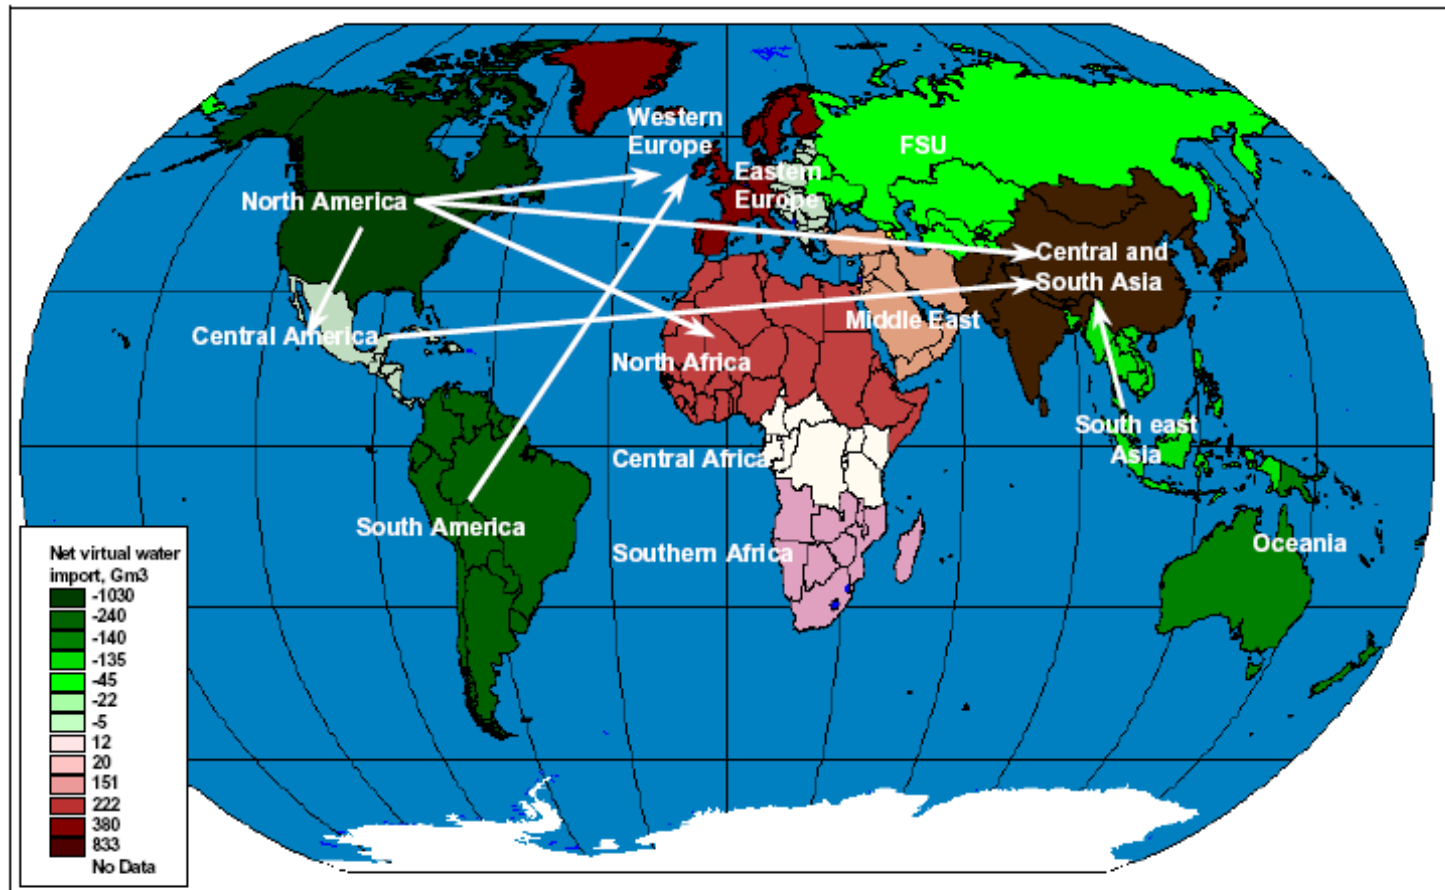 Western
Europe
FSU
Eastern
Europe
North America
Central and
South Asia
Central America
Middle East
North Africa
South east
Asia
Central Africa
South America
Southern Africa
Oceania
Net virtual water
import, Gm3
-1030
-240
-140
-135
-45
-22
-5
12
20
151
222
380
833
No Data